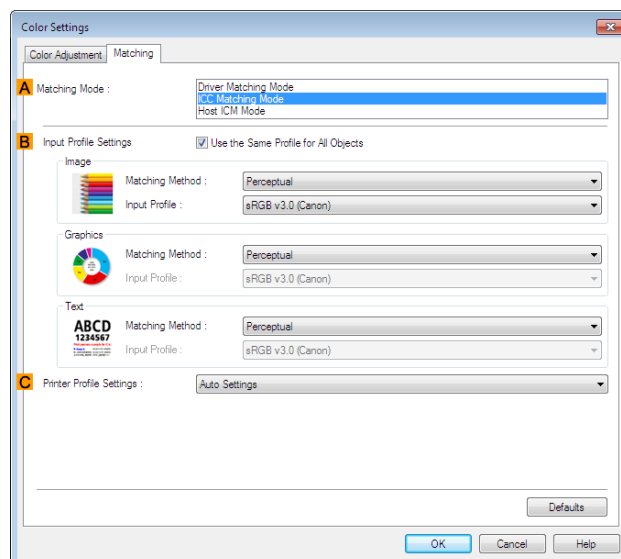 Color Settings
Color Adjustment Matching
A Matching Mode : Driver Matching Mode
ICC Matching Mode
Host ICM Mode
B Input Profile Settings Use the Same Profile for All Objects
Image
Matching Method : Perceptual
Input Profile : sRGB v3.0 (Canon)
Graphics
Matching Method : Perceptual
Input Profile : sRGB v3.0 (Canon)
Text
ABCD
1234567
Matching Method : Perceptual
Input Profile : sRGB v3.0 (Canon)
C Printer Profile Settings : Auto Settings
Defaults
OK Cancel Help